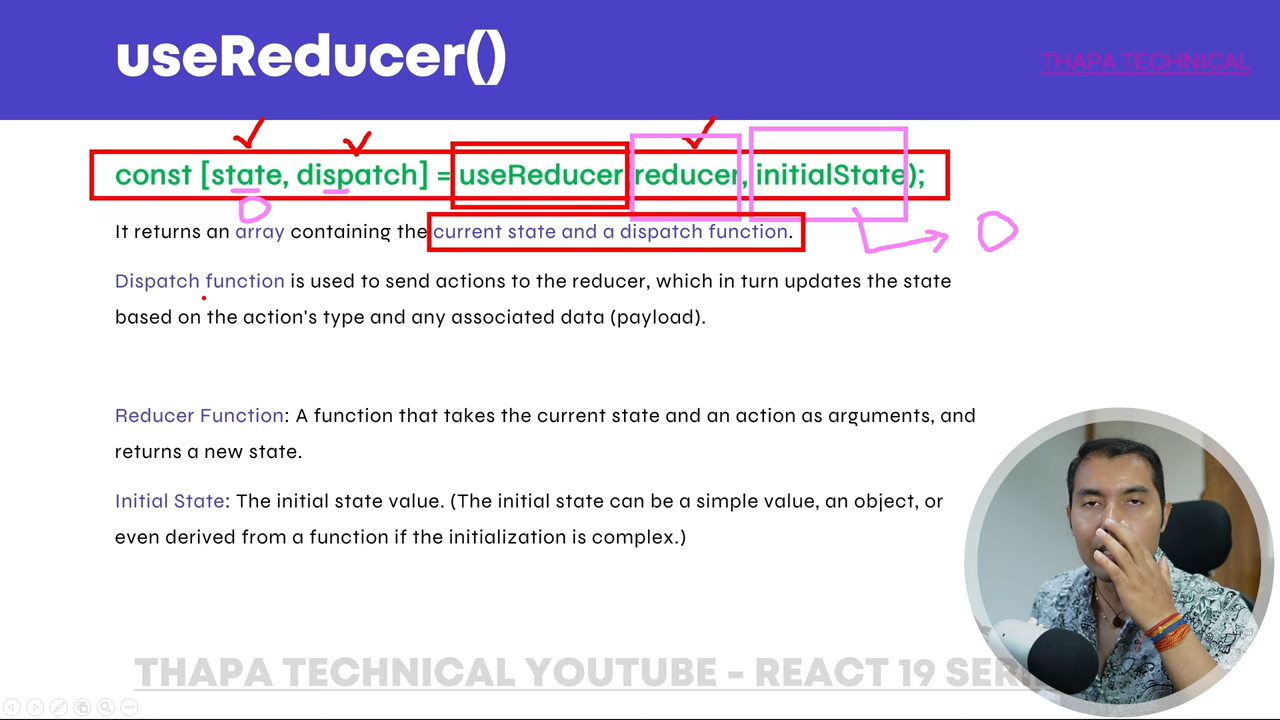 useReducer()
THAPA TECHNICAL
const [state, dispatch] = useReducer(reducer, initialState);
0
It returns an array containing the current state and a dispatch function.
0
Dispatch function is used to send actions to the reducer, which in turn updates the state
based on the action's type and any associated data (payload).
Reducer Function: A function that takes the current state and an action as arguments, and
returns a new state.
Initial State: The initial state value. (The initial state can be a simple value, an object, or
even derived from a function if the initialization is complex.)
THAPA TECHNICAL YOUTUBE - REACT 19 SER